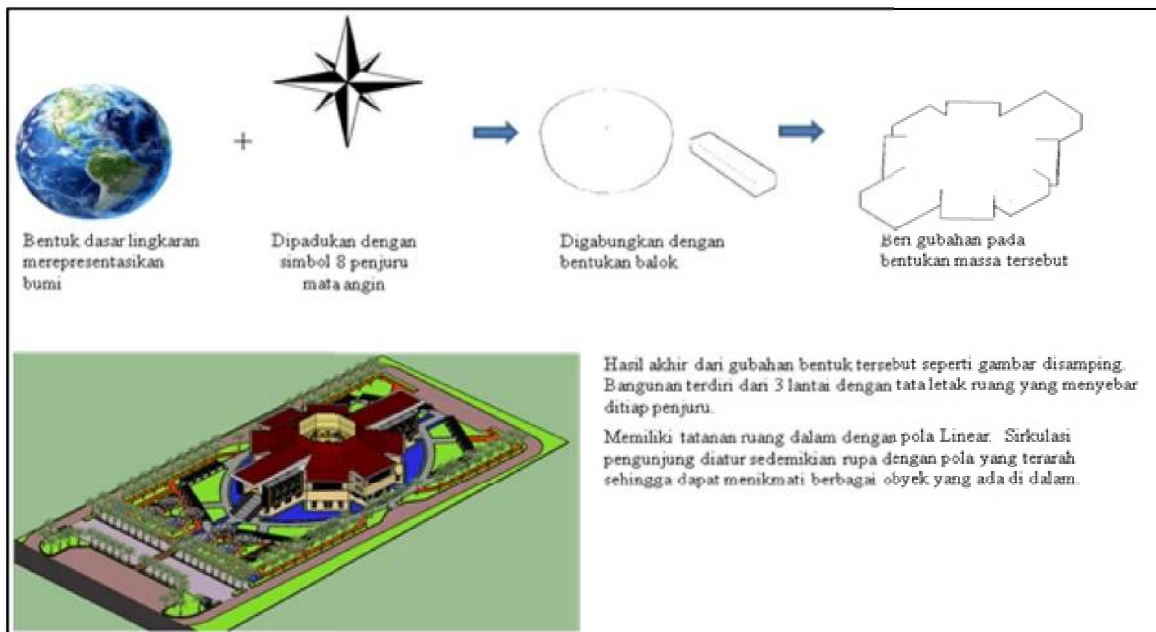 +
Bentuk dasar lingkaran
merepresentasikan
bumi
Dipadukan dengan
simbol 8 penjuru
mata angin
Digabungkan dengan
bentukan balok
Beri gubahan pada
bentukan massa tersebut
Hasil akhir dari gubahan bentuk tersebut seperti gambar disamping.
Bangunan terdiri dari 3 lantai dengan tata letak ruang yang menyebar
ditiap penjuru.
Memiliki tatanan ruang dalam dengan pola Linear. Sirkulasi
pengunjung diatur sedemikian rupa dengan pola yang terarah
sehingga dapat menikmati berbagai obyek yang ada di dalam.